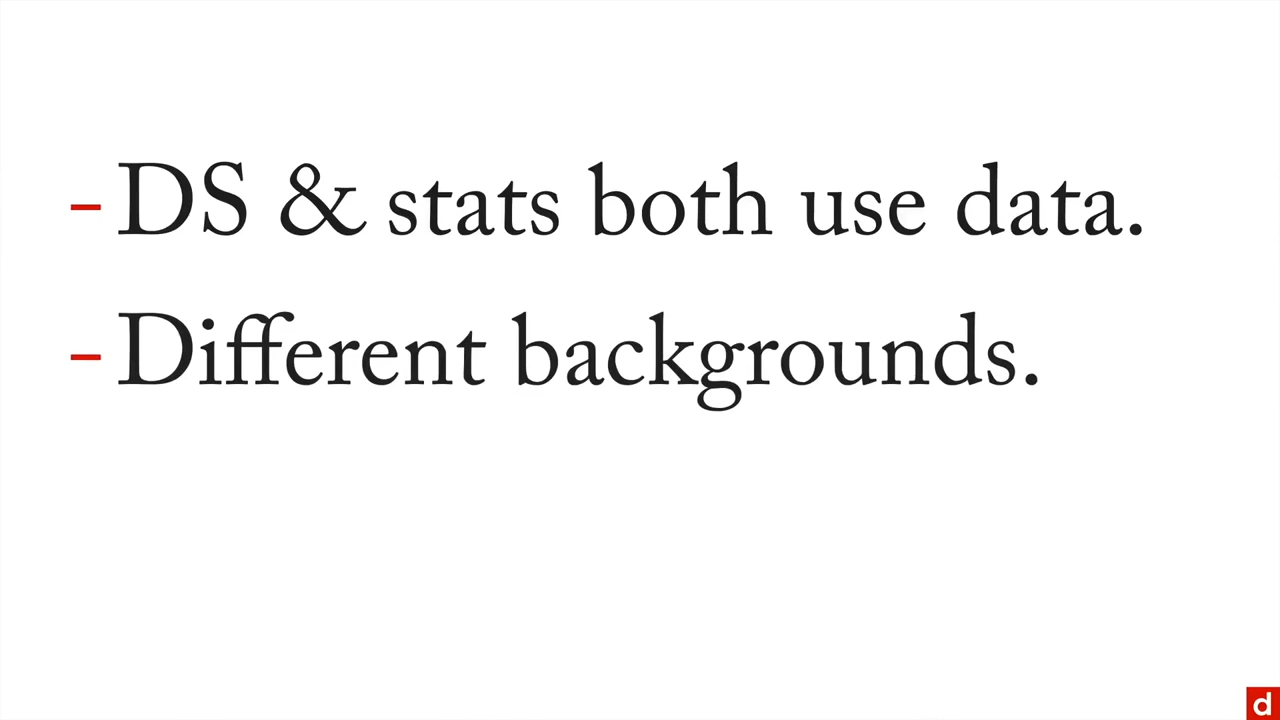 - DS & stats both use data.
- Different backgrounds.
d